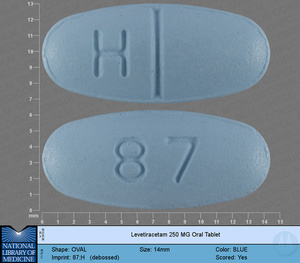 H
87
mm
Levetiracetam 250 MG Oral Tablet
NATIONAL
LIBRARY OF
MEDICINE
Shape: OVAL Size: 14mm Color: BLUE
Imprint: 87;H (debossed) Scored: Yes